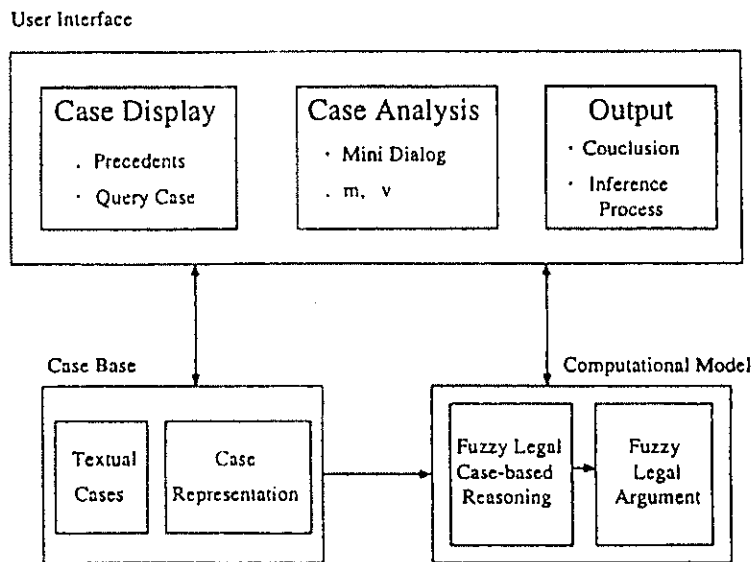 User Interface
Case Display
. Precedents
· Query Case
Case Analysis
· Mini Dialog
. m, v
Output
· Couclusion
· Inference
Process
Case Base
Textual
Cases
Case
Representation
Computational Model
Fuzzy Legal
Case-based
Reasoning
Fuzzy
Legal
Argument